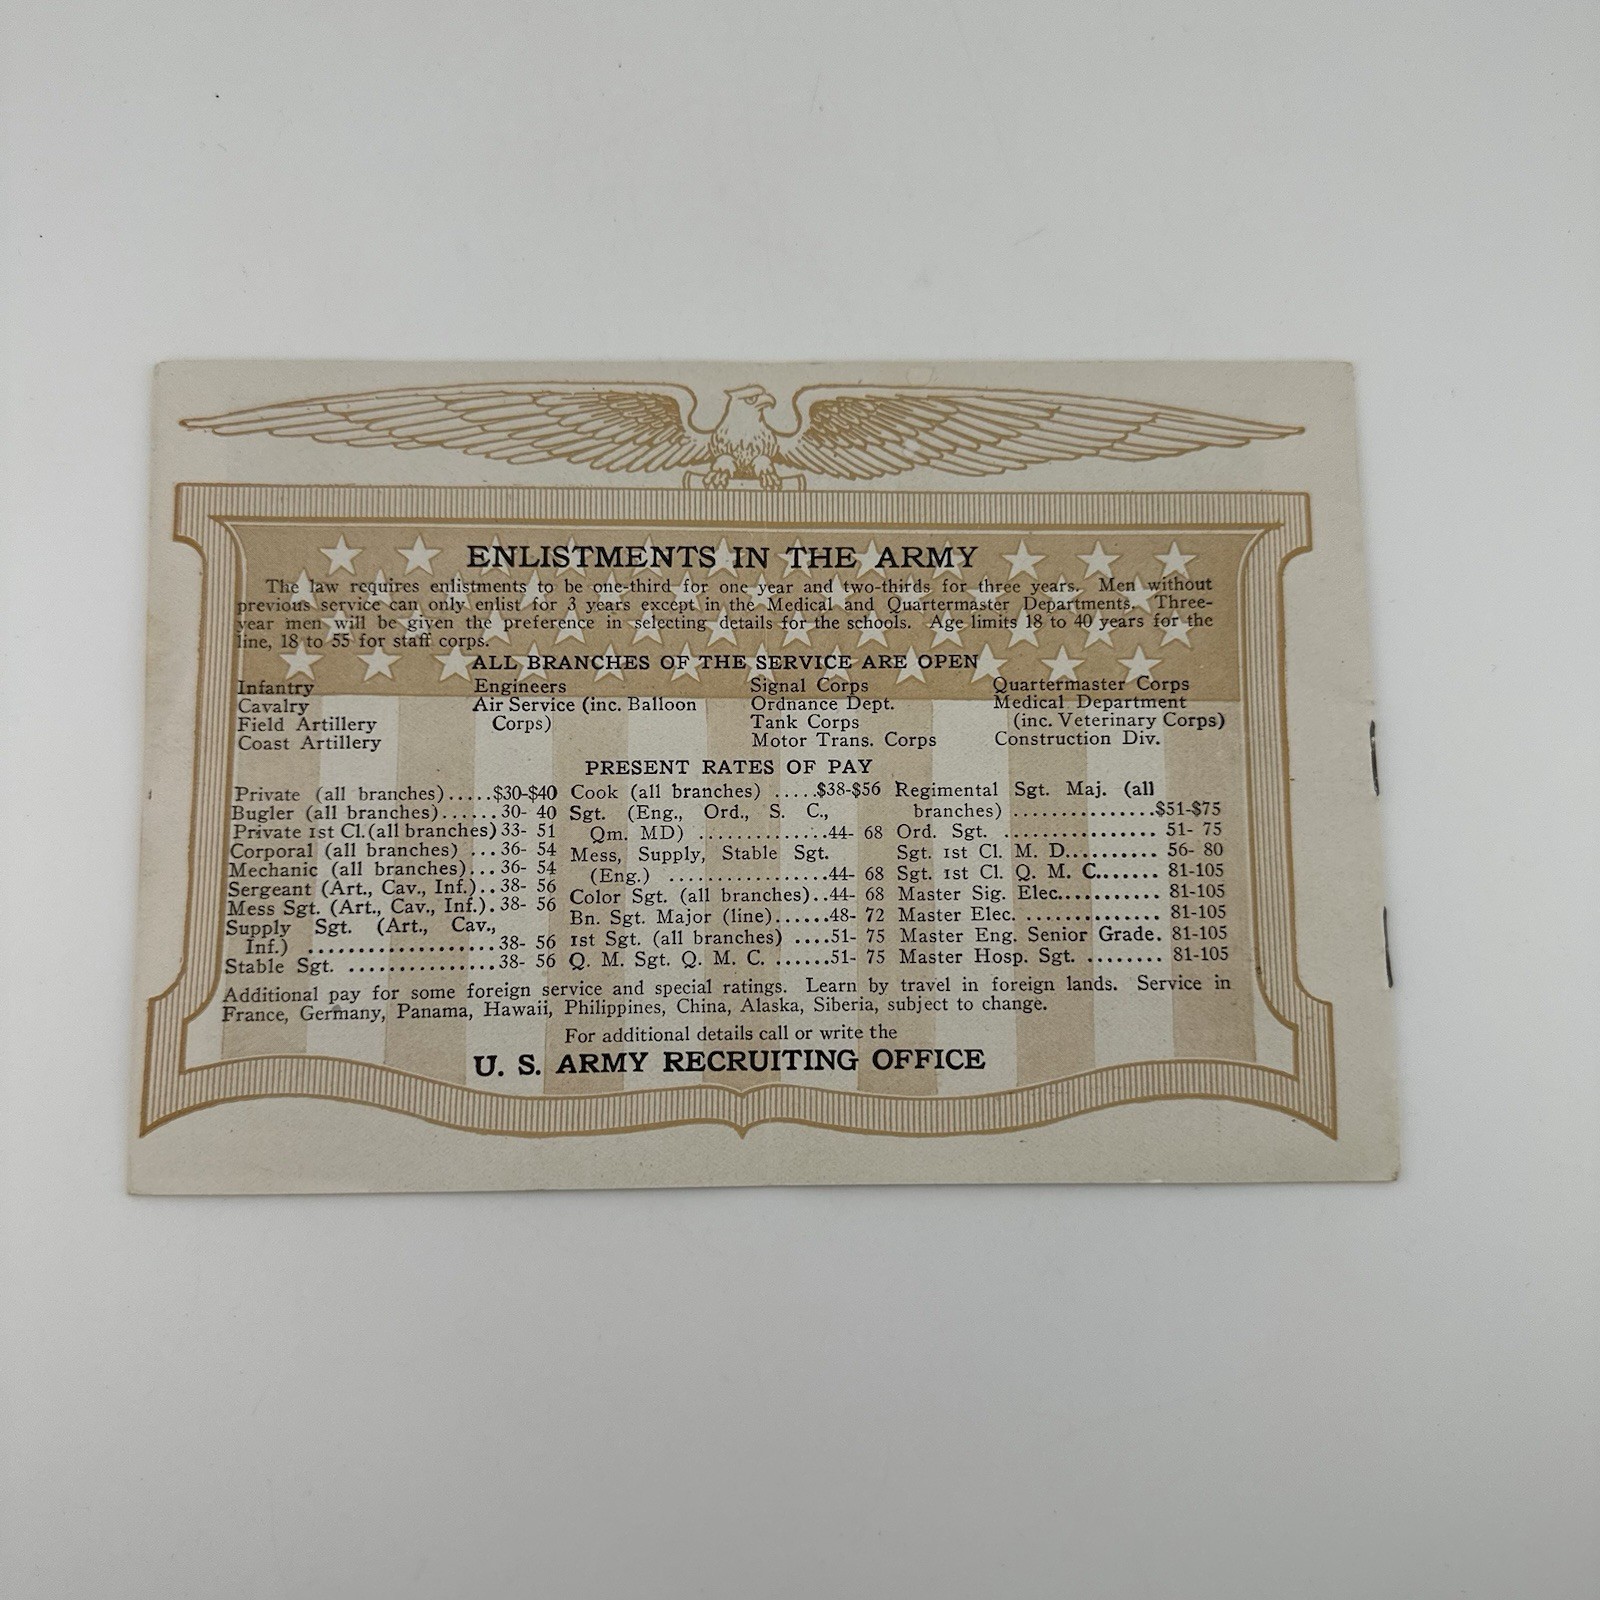 ENLISTMENTS IN THE ARMY
The law requires enlistments to be one-third for one year and two-thirds for three years. Men without
previous service can only enlist for 3 years except in the Medical and Quartermaster Departments. Three-
year men will be given the preference in selecting details for the schools. Age limits 18 to 40 years for the
line, 18 to 55 for staff corps.
ALL BRANCHES OF THE SERVICE ARE OPEN
Infantry
Cavalry
Field Artillery
Coast Artillery
Engineers
Air Service (inc. Balloon
Corps)
Signal Corps
Ordnance Dept.
Tank Corps
Motor Trans. Corps
Quartermaster Corps
Medical Department
(inc. Veterinary Corps)
Construction Div.
PRESENT RATES OF PAY
Private (all branches).....$30-$40
Bugler (all branches)......30- 40
Private 1st Cl.(all branches) 33- 51
Corporal (all branches) ...36- 54
Mechanic (all branches)...36- 54
Sergeant (Art., Cav., Inf.)..38- 56
Mess Sgt. (Art., Cav., Inf.).38- 56
Supply Sgt. (Art., Cav.,
Inf.) ..................38- 56
Stable Sgt. .................38- 56
Cook (all branches) .....$38-$56
Sgt. (Eng., Ord., S. C.,
Qm. MD) ............44- 68
Mess, Supply, Stable Sgt.
(Eng.) ................44- 68
Color Sgt. (all branches)..44- 68
Bn. Sgt. Major (line)......48- 72
1st Sgt. (all branches) ....51- 75
Q. M. Sgt. Q. M. C. ......51- 75
Regimental Sgt. Maj. (all
branches) ...............$51-$75
Ord. Sgt. ................ 51- 75
Sgt. 1st Cl. M. D.......... 56- 80
Sgt. 1st Cl. Q. M. C....... 81-105
Master Sig. Elec........... 81-105
Master Elec. .............. 81-105
Master Eng. Senior Grade. 81-105
Master Hosp. Sgt. ........ 81-105
Additional pay for some foreign service and special ratings. Learn by travel in foreign lands. Service in
France, Germany, Panama, Hawaii, Philippines, China, Alaska, Siberia, subject to change.
For additional details call or write the
U. S. ARMY RECRUITING OFFICE